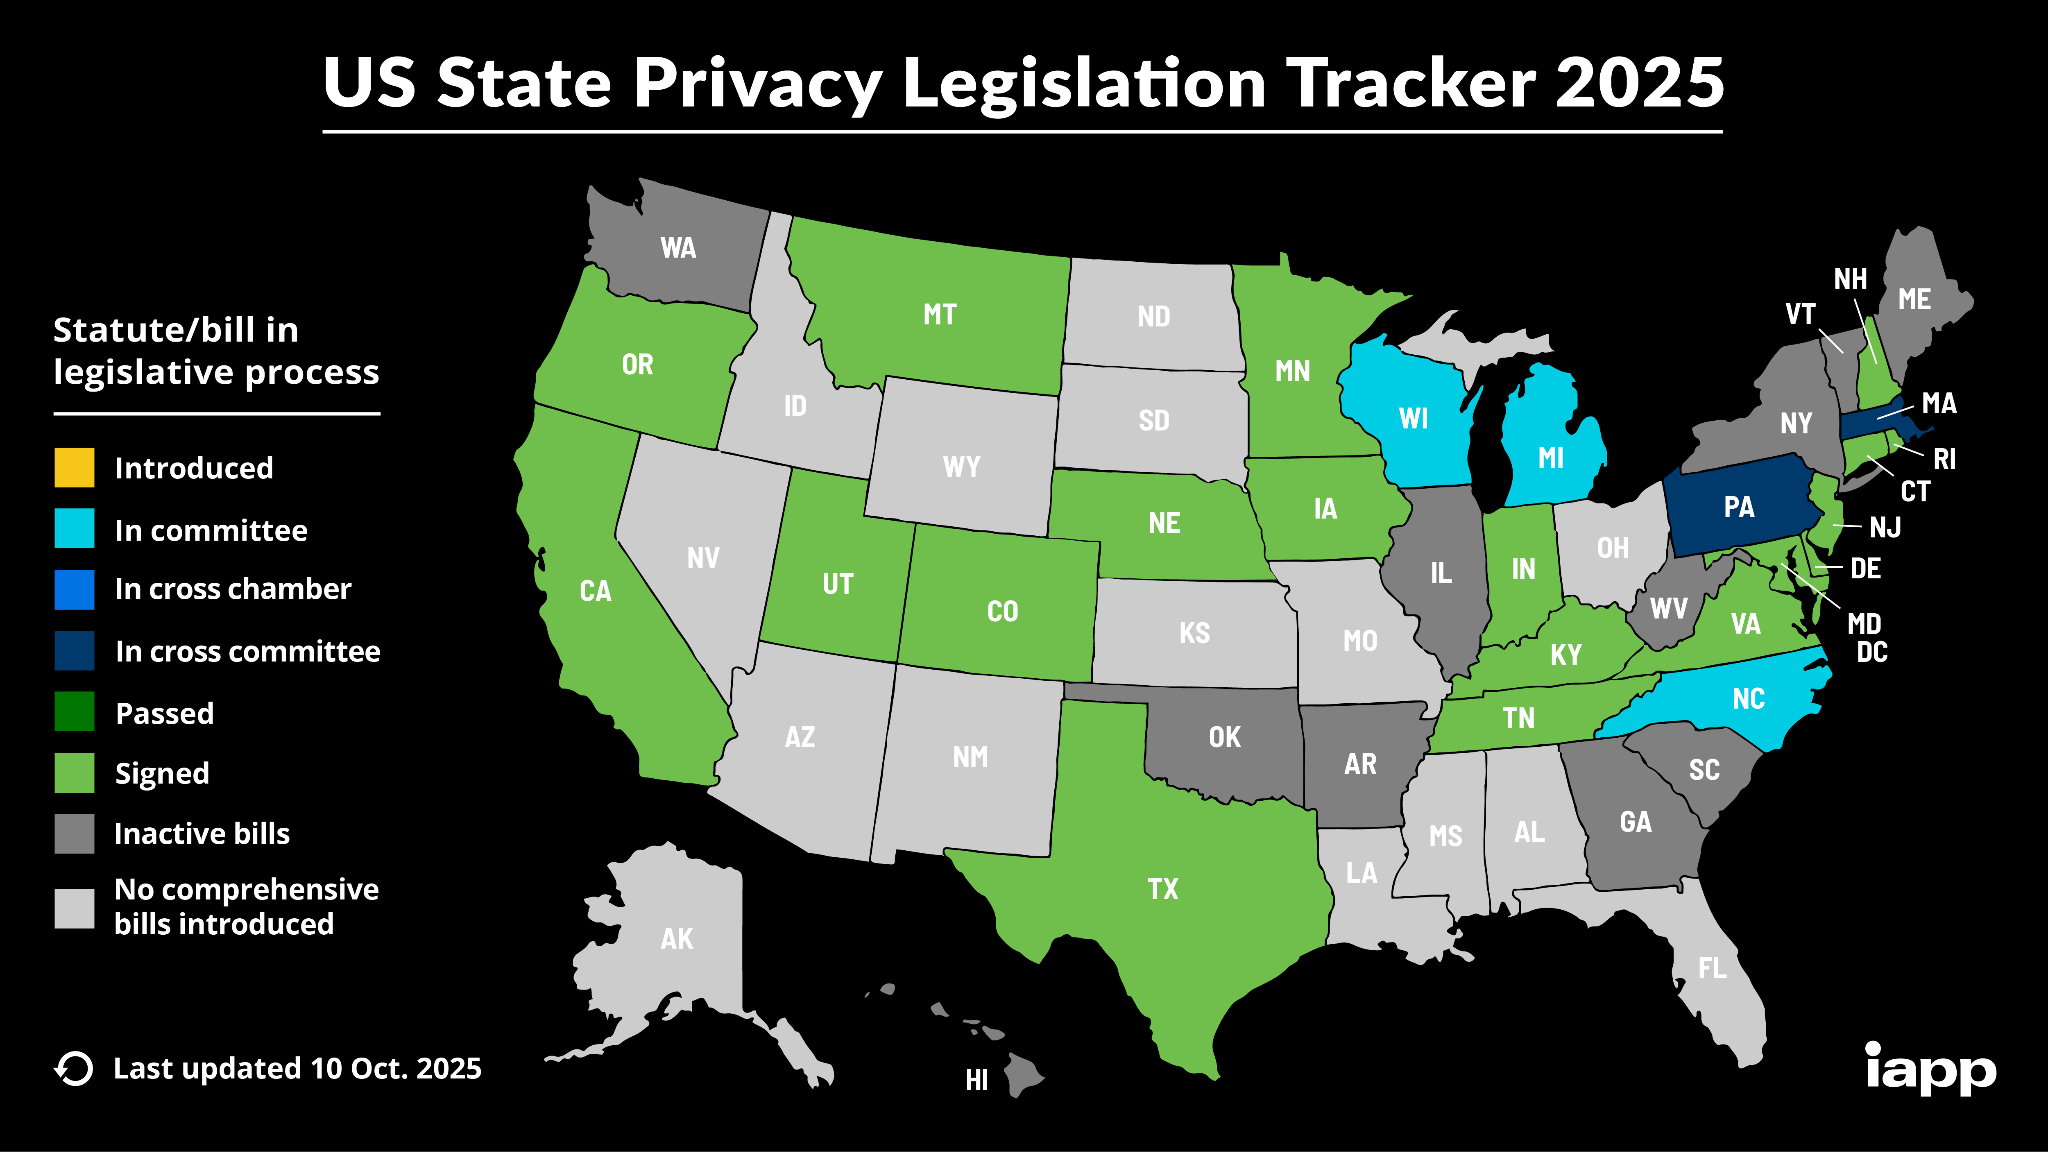 US State Privacy Legislation Tracker 2025
Statute/bill in
legislative process
Introduced
In committee
In cross chamber
In cross committee
Passed
Signed
Inactive bills
No comprehensive
bills introduced
Last updated 10 Oct. 2025
WA
MT
ND
MN
OR
ID
SD
WI
MI
WY
NE
IA
NV
UT
CO
CA
KS
MO
IL
IN
OH
PA
NY
VT
NH
ME
MA
RI
CT
NJ
DE
MD
DC
WV
VA
KY
NC
TN
SC
AZ
NM
OK
AR
MS
AL
GA
LA
TX
FL
AK
HI
iapp